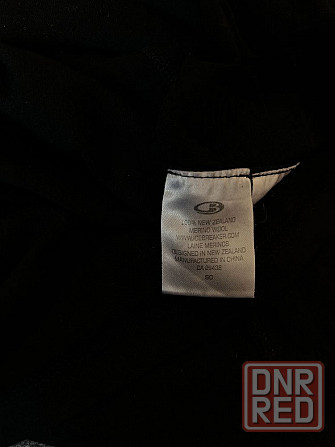 100% NEW ZEALAND
MERINO WOOL
WWW.ICEBREAKER.COM
LAINE MERINOS
DESIGNED IN NEW ZEALAND
MANUFACTURED IN CHINA
CA 25403
DNR
RED